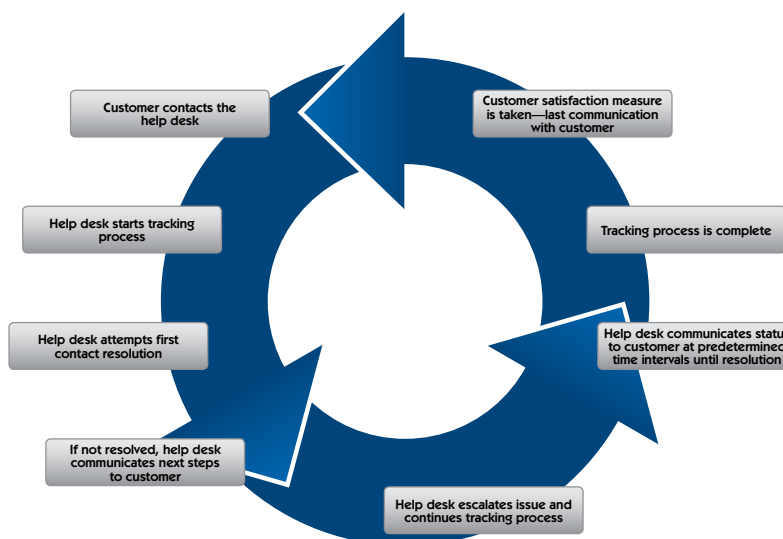 Customer contacts the
help desk
Help desk starts tracking
process
Help desk attempts first
contact resolution
If not resolved, help desk
communicates next steps
to customer
Help desk escalates issue and
continues tracking process
Help desk communicates statu
to customer at predetermined
time intervals until resolution
Tracking process is complete
Customer satisfaction measure
is taken—last communication
with customer